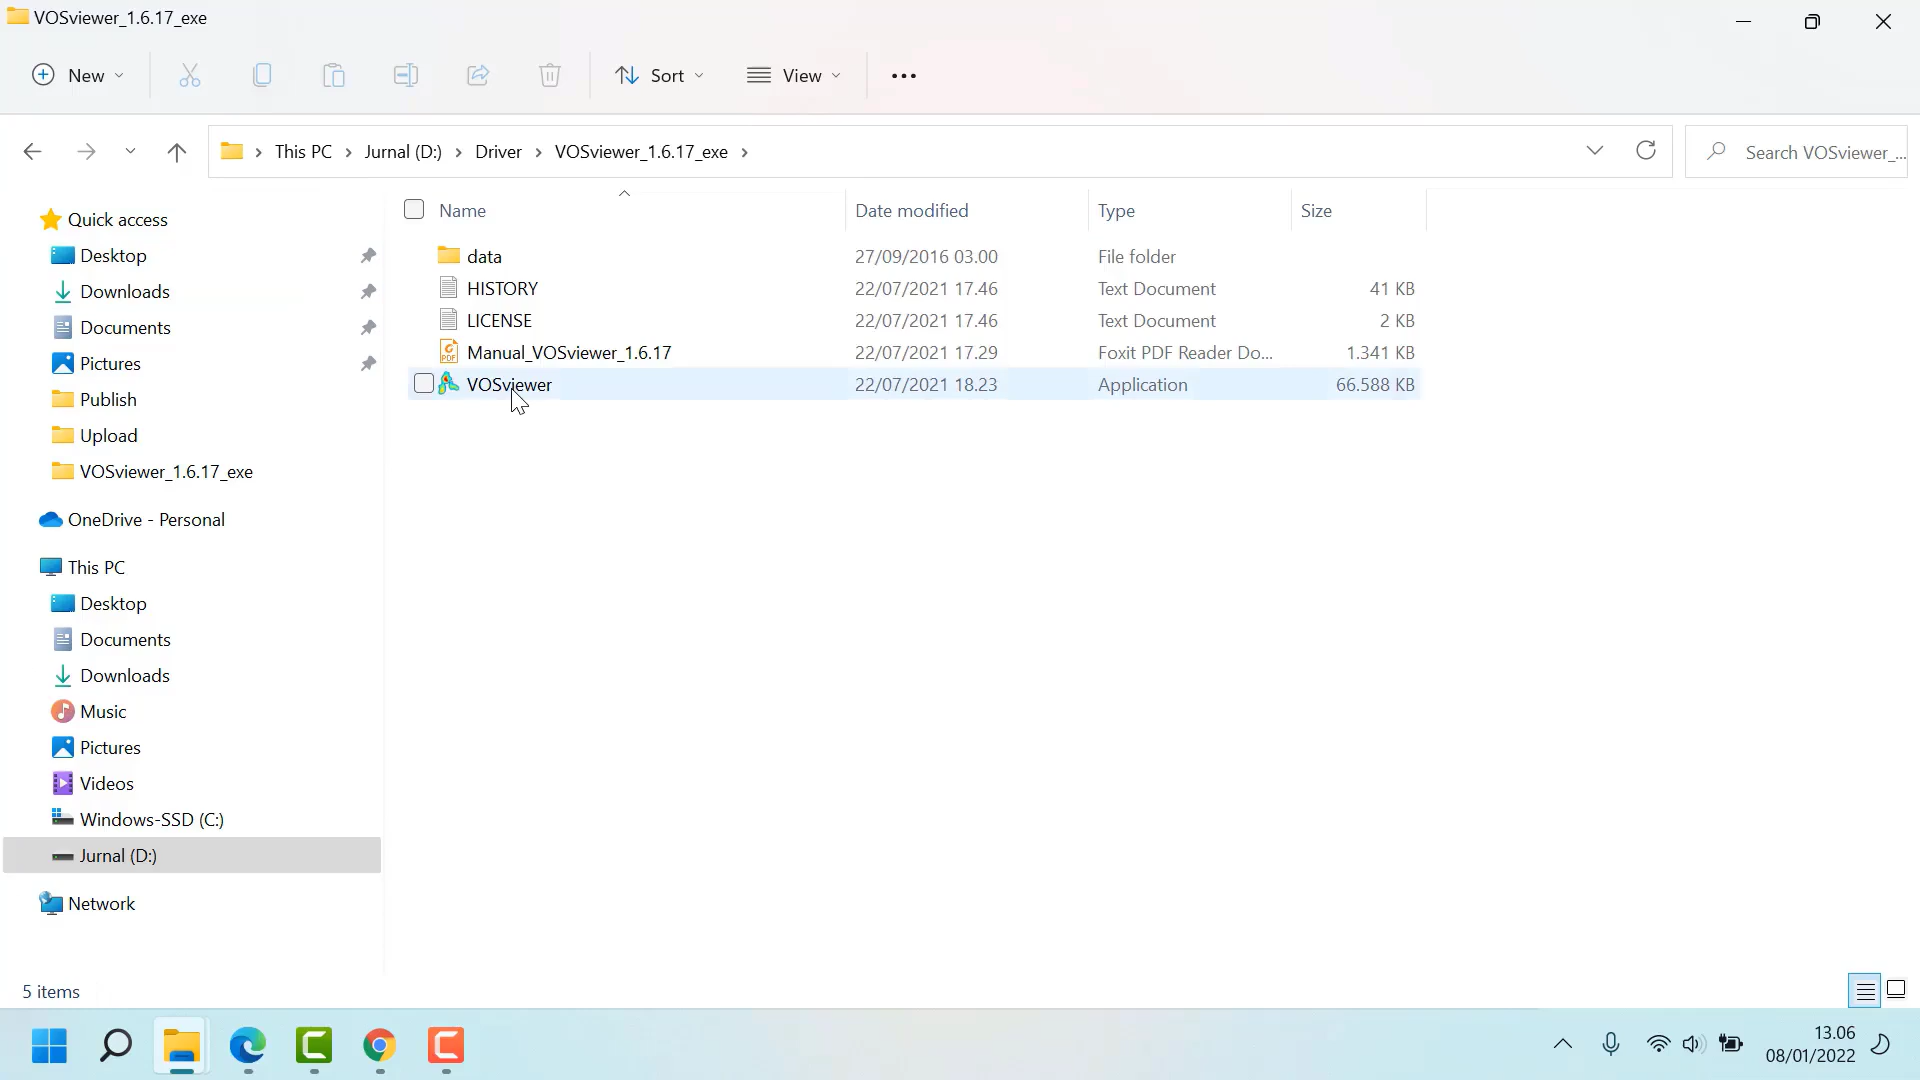 VOSviewer_1.6.17_exe
New
Sort
View
This PC
Jurnal (D:)
Driver
VOSviewer_1.6.17_exe
Search VOSviewer_...
Name
Date modified
Type
Size
data
27/09/2016 03.00
File folder
HISTORY
22/07/2021 17.46
Text Document
41 KB
LICENSE
22/07/2021 17.46
Text Document
2 KB
Manual_VOSviewer_1.6.17
22/07/2021 17.29
Foxit PDF Reader Do...
1.341 KB
VOSviewer
22/07/2021 18.23
Application
66.588 KB
Quick access
Desktop
Downloads
Documents
Pictures
Publish
Upload
VOSviewer_1.6.17_exe
OneDrive - Personal
This PC
Desktop
Documents
Downloads
Music
Pictures
Videos
Windows-SSD (C:)
Jurnal (D:)
Network
5 items
13.06
08/01/2022